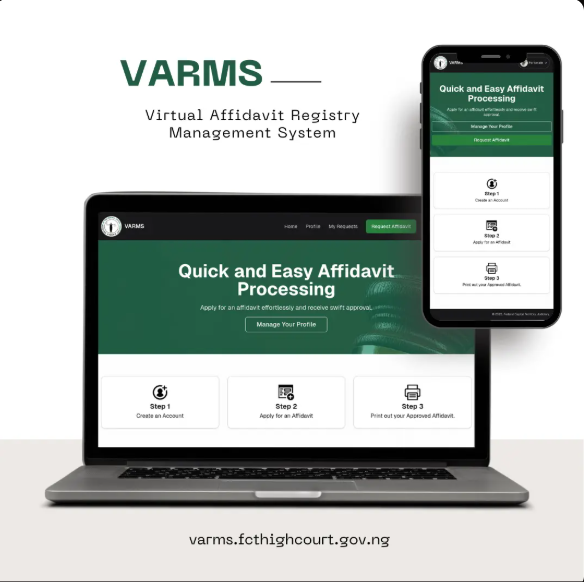 VARMS
Virtual Affidavit Registry
Management System
VARMS
Quick and Easy Affidavit
Processing
Apply for an affidavit effortlessly and receive swift
approval.
Manage Your Profile
Request Affidavit
Step 1
Create an Account
Step 2
Apply for an Affidavit
Step 3
Print out your Approved Affidavit.
VARMS
Home Profile My Requests Request Affidavit
Quick and Easy Affidavit
Processing
Apply for an affidavit effortlessly and receive swift approval.
Manage Your Profile
Step 1 Step 2 Step 3
Create an Account Apply for an Affidavit Print out your Approved Affidavit.
varms.fcthighcourt.gov.ng